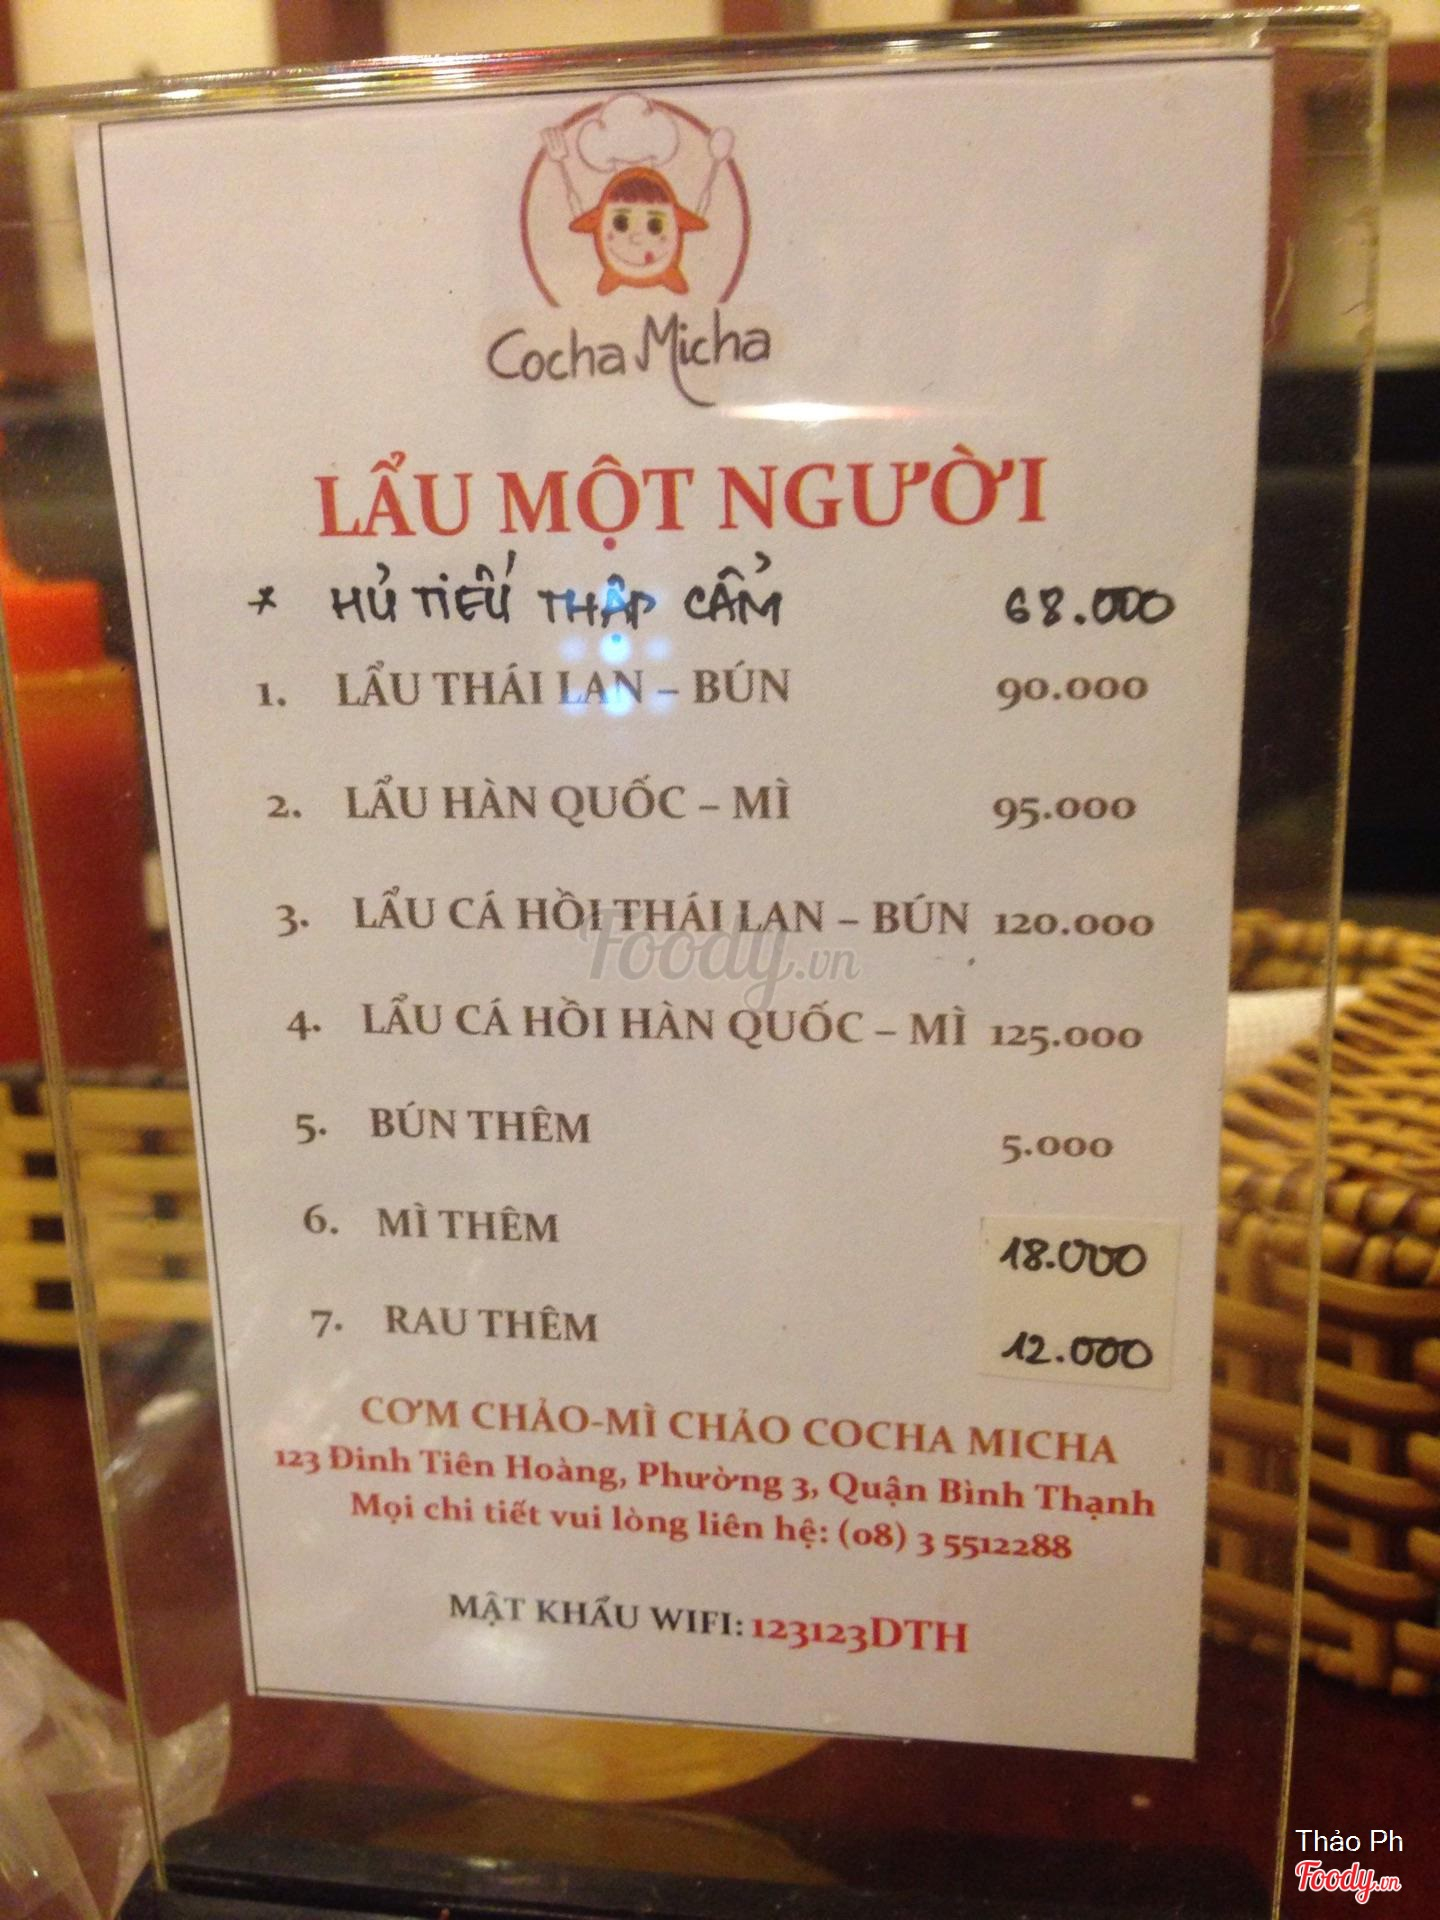 Cocha Micha
LẨU MỘT NGƯỜI
* HỦ TIẾU THẬP CẨM 68.000
1. LẨU THÁI LAN – BÚN 90.000
2. LẨU HÀN QUỐC – MÌ 95.000
3. LẨU CÁ HỒI THÁI LAN – BÚN 120.000
Foody.vn
4. LẨU CÁ HỒI HÀN QUỐC – MÌ 125.000
5. BÚN THÊM 5.000
6. MÌ THÊM 18.000
7. RAU THÊM 12.000
CƠM CHẢO-MÌ CHẢO COCHA MICHA
123 Đinh Tiên Hoàng, Phường 3, Quận Bình Thạnh
Mọi chi tiết vui lòng liên hệ: (08) 3 5512288
MẬT KHẨU WIFI: 123123DTH
Thảo Ph
Foody.vn